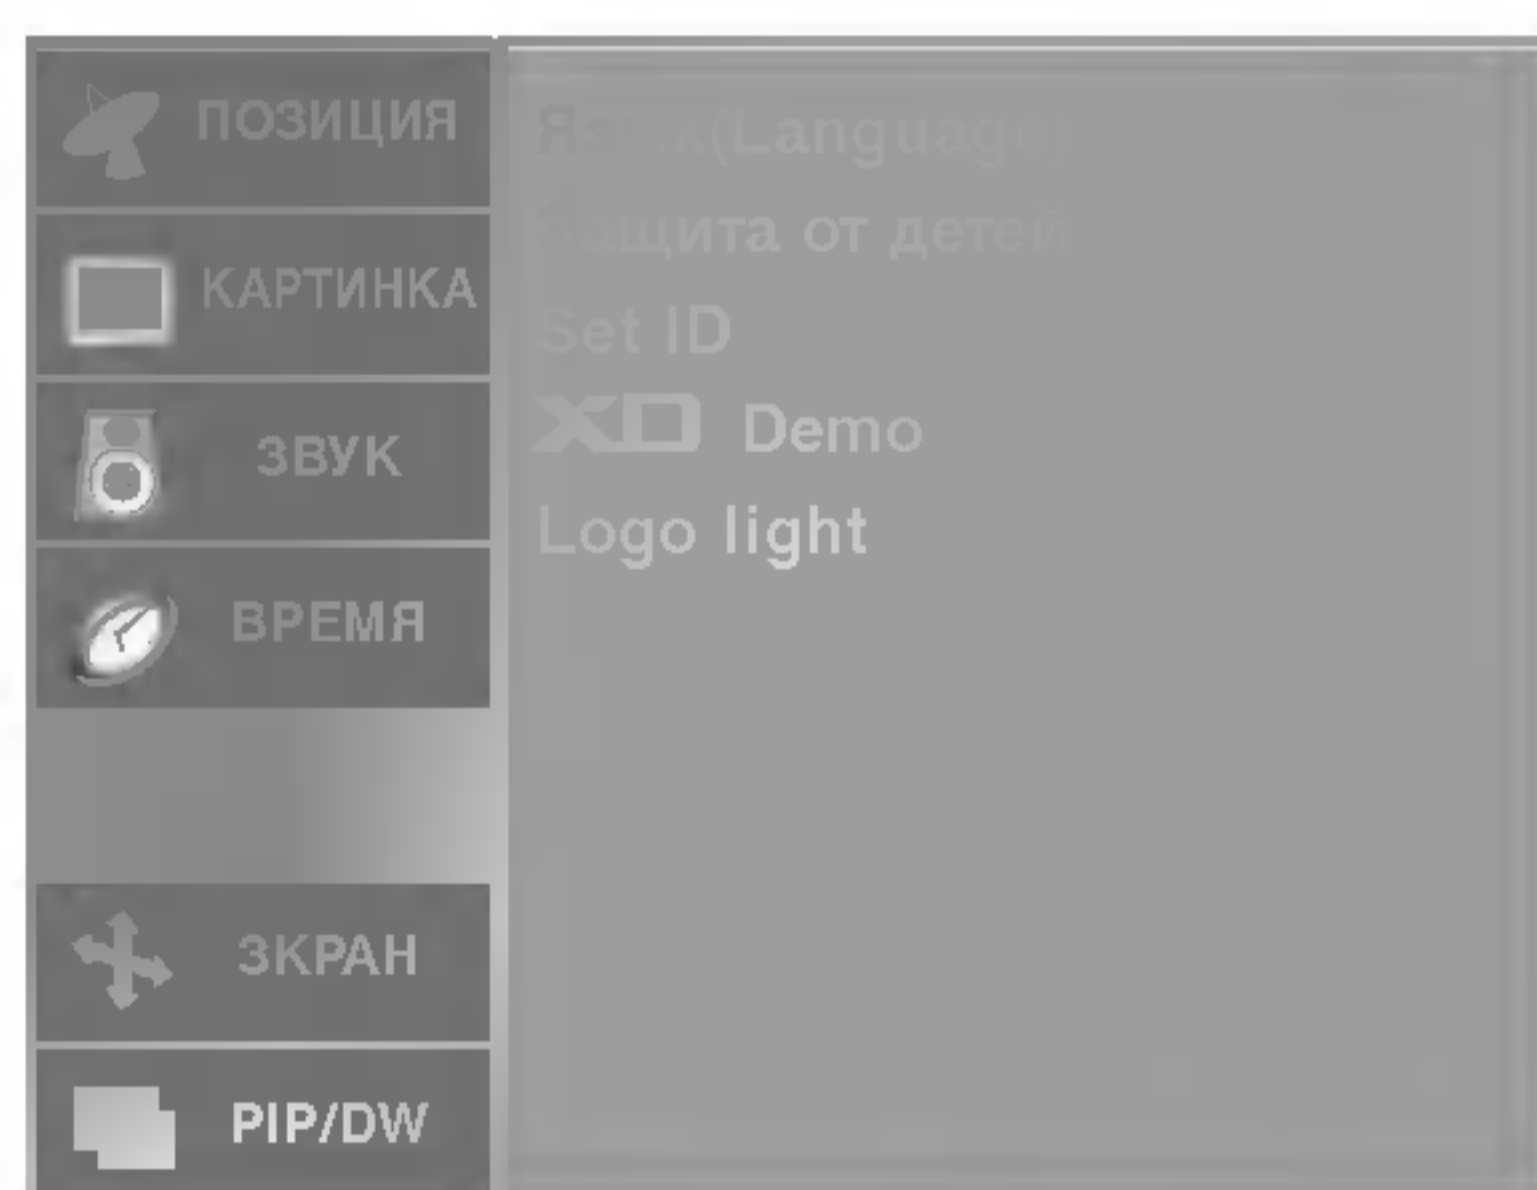 ПОЗИЦИЯ
КАРТИНКА
ЗВУК
ВРЕМЯ
ЗКРАН
PIP/DW
Язык(Language)
Защита от детей
Set ID
XD Demo
Logo light